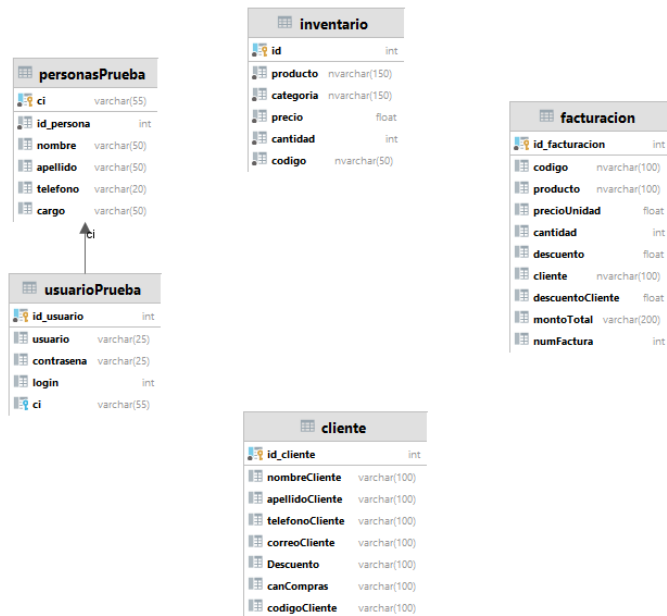 inventario
id int
producto nvarchar(150)
categoria nvarchar(150)
precio float
cantidad int
codigo nvarchar(50)
personasPrueba
ci varchar(55)
id_persona int
nombre varchar(50)
apellido varchar(50)
telefono varchar(20)
cargo varchar(50)
ci
usuarioPrueba
id_usuario int
usuario varchar(25)
contrasena varchar(25)
login int
ci varchar(55)
facturacion
id_facturacion int
codigo nvarchar(100)
producto nvarchar(100)
precioUnidad float
cantidad int
descuento float
cliente nvarchar(100)
descuentoCliente float
montoTotal varchar(200)
numFactura int
cliente
id_cliente int
nombreCliente varchar(100)
apellidoCliente varchar(100)
telefonoCliente varchar(100)
correoCliente varchar(100)
Descuento varchar(100)
canCompras varchar(100)
codigoCliente varchar(100)